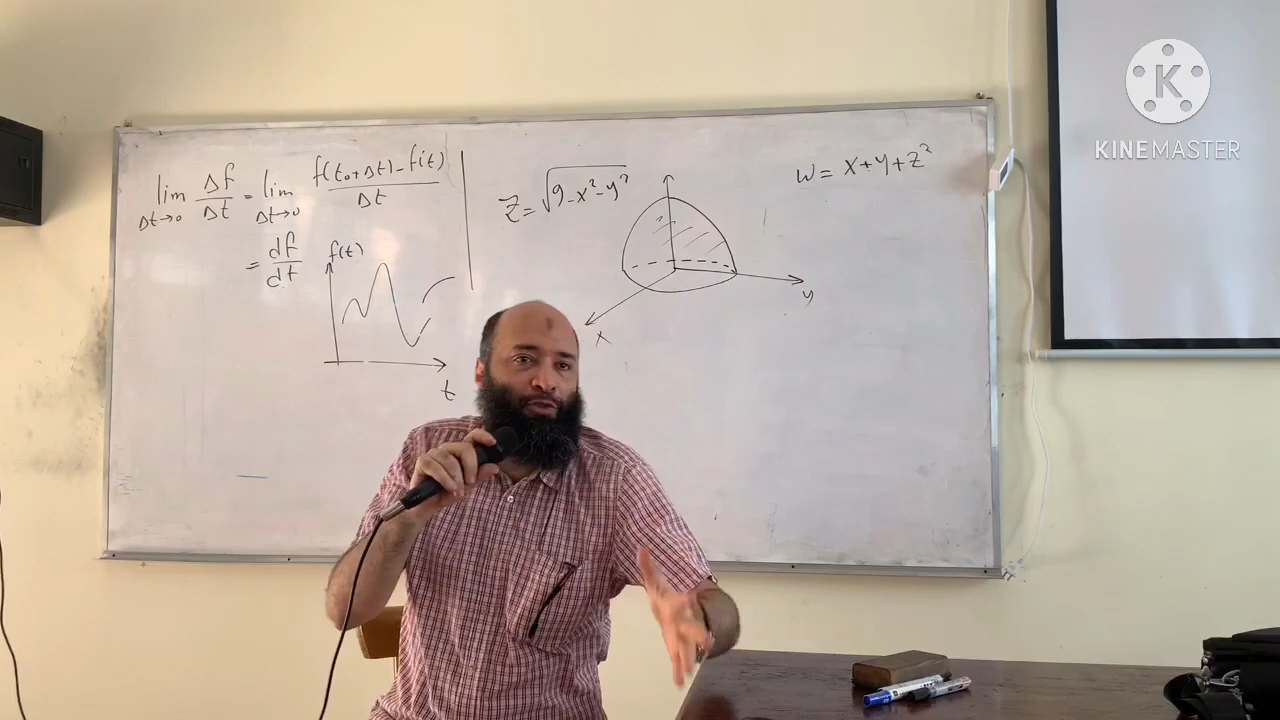 lim Δf/Δt = lim f(t₀+Δt)-f(t)/Δt
Δt→0 Δt→0
= df/dt
f(t)
t
Z=√9-x²-y²
x
y
w= x+y+z²
K
KINEMASTER